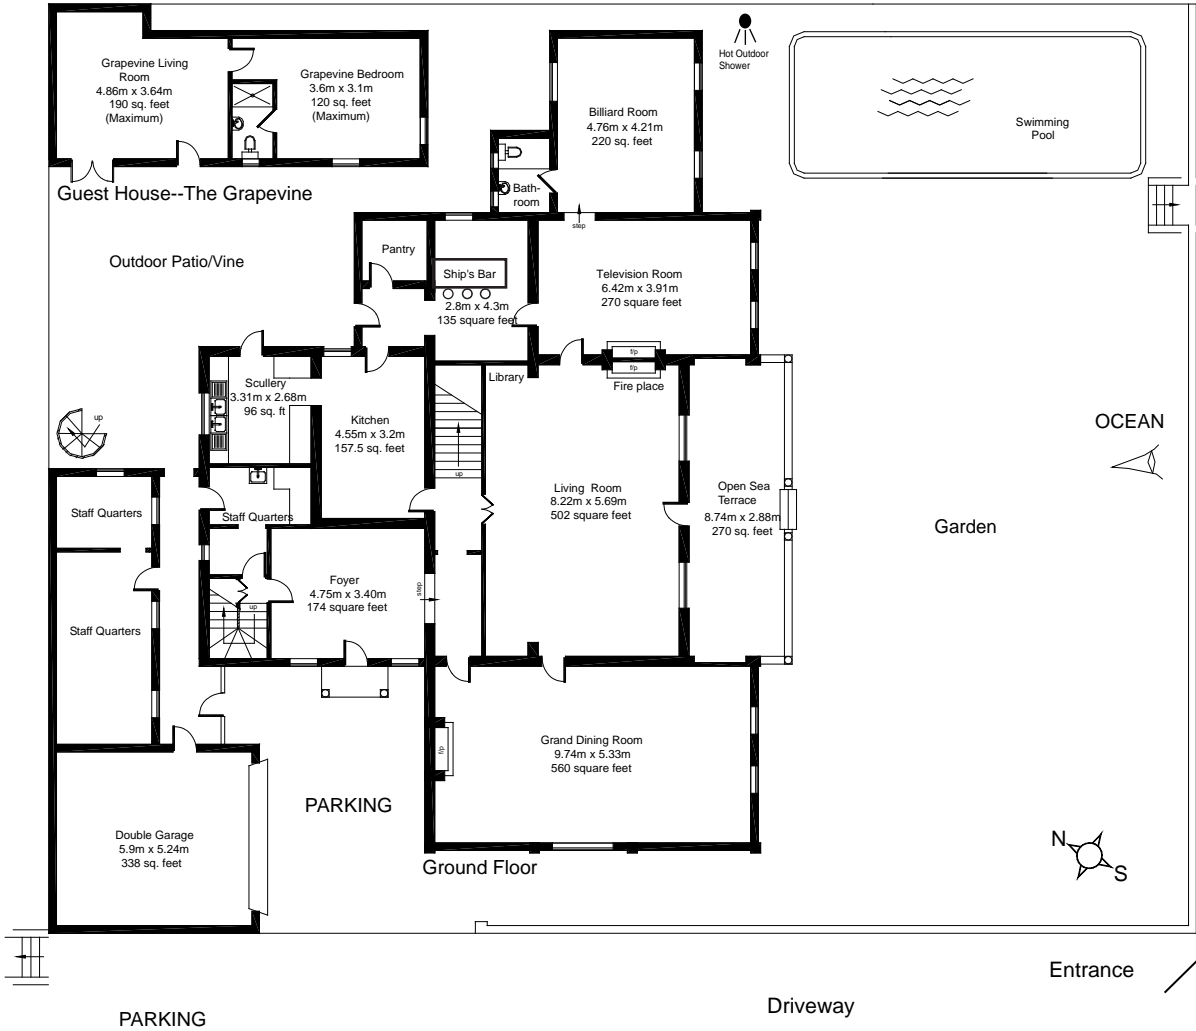 Grapevine Living
Room
4.86m x 3.64m
190 sq. feet
(Maximum)
Grapevine Bedroom
3.6m x 3.1m
120 sq. feet
(Maximum)
Guest House--The Grapevine
Hot Outdoor
Shower
Swimming
Pool
Billiard Room
4.76m x 4.21m
220 sq. feet
Bath-
room
step
Outdoor Patio/Vine
Pantry
Ship's Bar
2.8m x 4.3m
135 square feet
Television Room
6.42m x 3.91m
270 square feet
f/p
f/p
Fire place
Library
Scullery
3.31m x 2.68m
96 sq. ft
Kitchen
4.55m x 3.2m
157.5 sq. feet
up
up
OCEAN
Living Room
8.22m x 5.69m
502 square feet
Open Sea
Terrace
8.74m x 2.88m
270 sq. feet
Garden
Staff Quarters
Staff Quarters
Foyer
4.75m x 3.40m
174 square feet
step
up
Staff Quarters
Grand Dining Room
9.74m x 5.33m
560 square feet
f/p
PARKING
Double Garage
5.9m x 5.24m
338 sq. feet
Ground Floor
N
S
Entrance
Driveway
PARKING